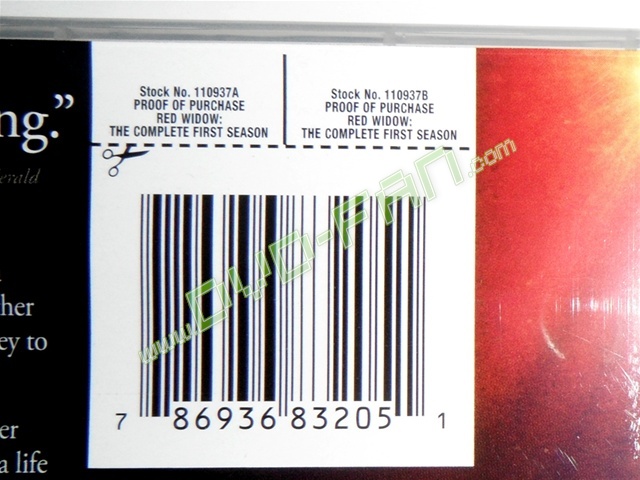 Stock No. 110937A
PROOF OF PURCHASE
RED WIDOW:
THE COMPLETE FIRST SEASON
Stock No. 110937B
PROOF OF PURCHASE
RED WIDOW:
THE COMPLETE FIRST SEASON
ng.”
erald
her
ey to
er
a life
www.DVD-Fan.com
7 86936 83205 1